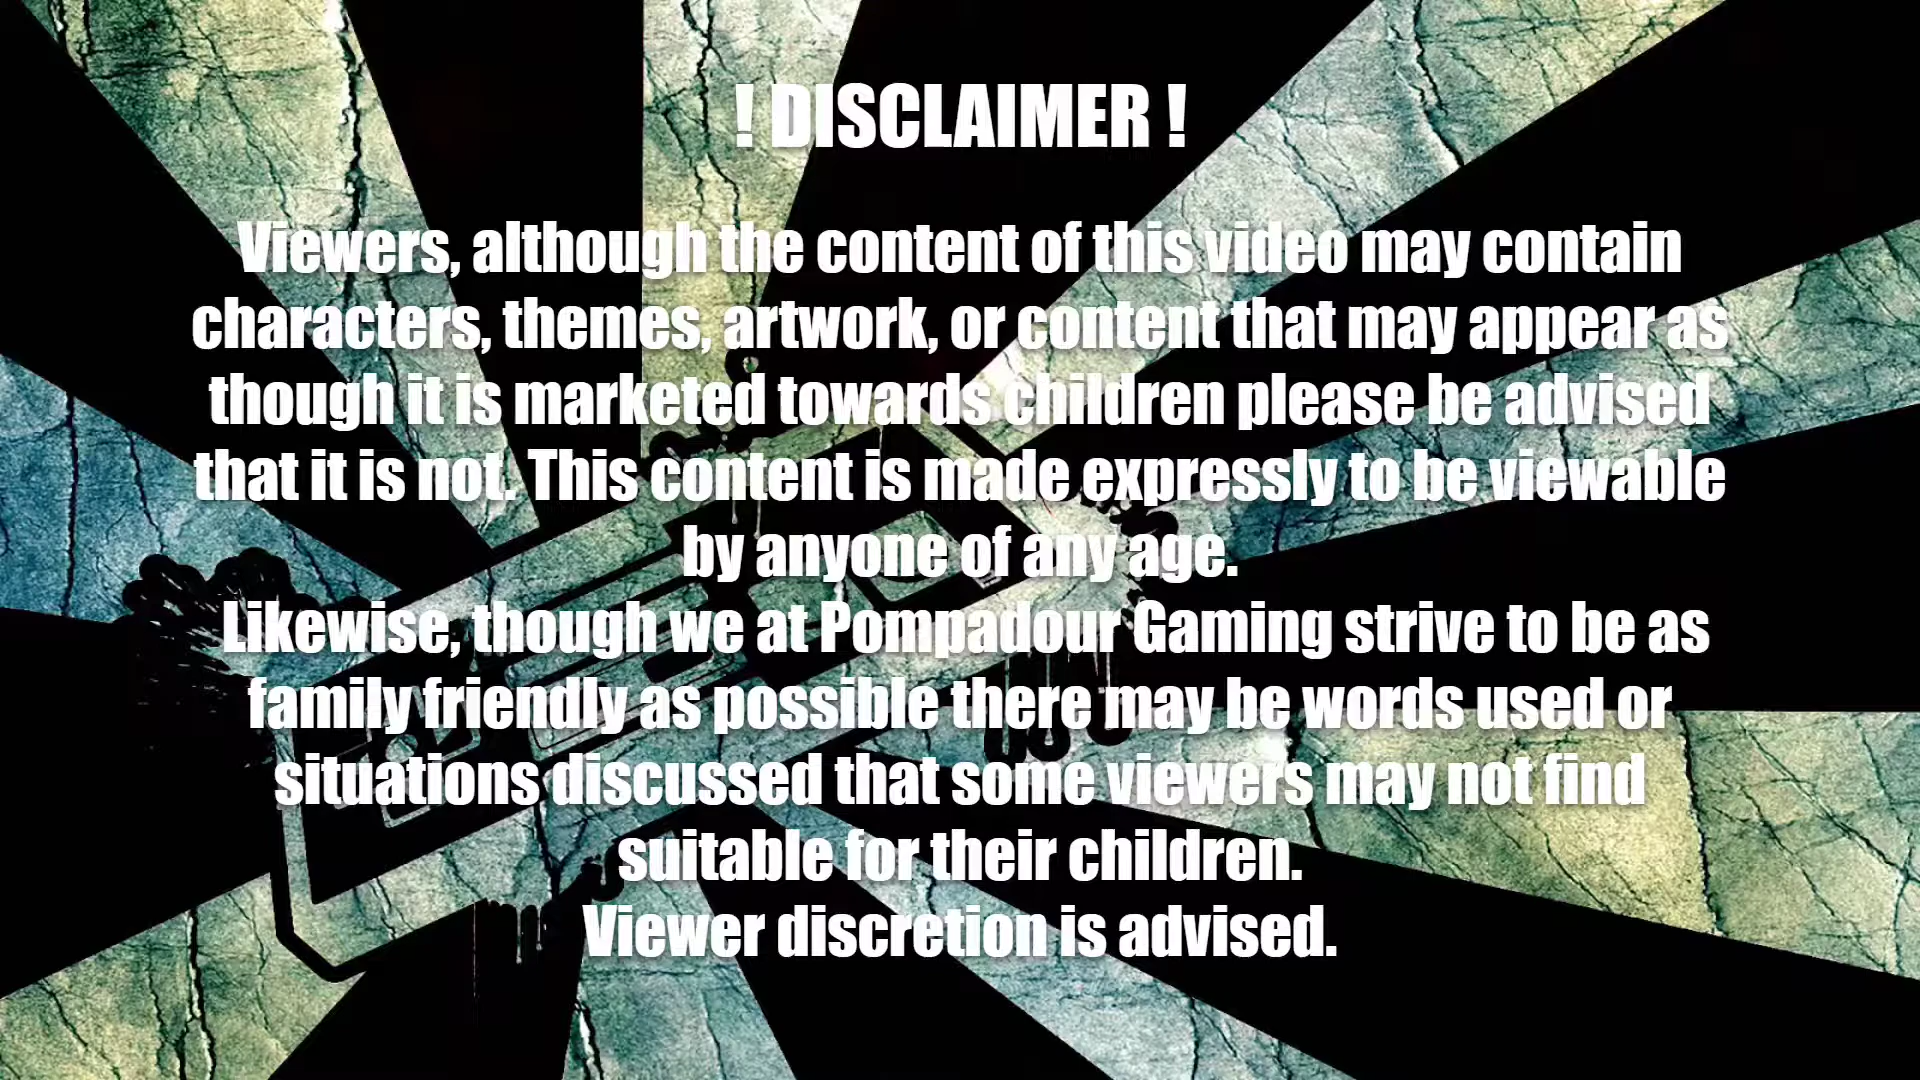 ! DISCLAIMER !
Viewers, although the content of this video may contain
characters, themes, artwork, or content that may appear as
though it is marketed towards children please be advised
that it is not. This content is made expressly to be viewable
by anyone of any age.
Likewise, though we at Pompadour Gaming strive to be as
family friendly as possible there may be words used or
situations discussed that some viewers may not find
suitable for their children.
Viewer discretion is advised.